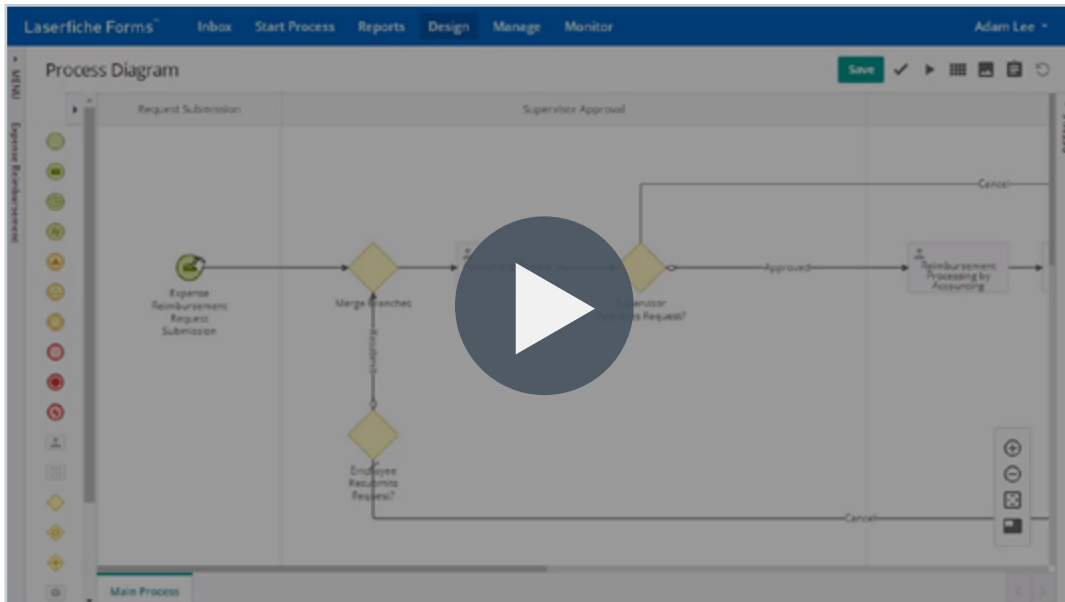 Laserfiche Forms™ Inbox Start Process Reports Design Manage Monitor Adam Lee
MENU
Expense Reimbursement
Process Diagram
Save
Request Submission
Supervisor Approval
Cancel
Approved
Expense
Reimbursement
Request
Submission
Merge Branches
Supervisor
Request?
Reimbursement
Processing by
Accounting
Employee
Resubmits
Request?
Cancel
Main Process